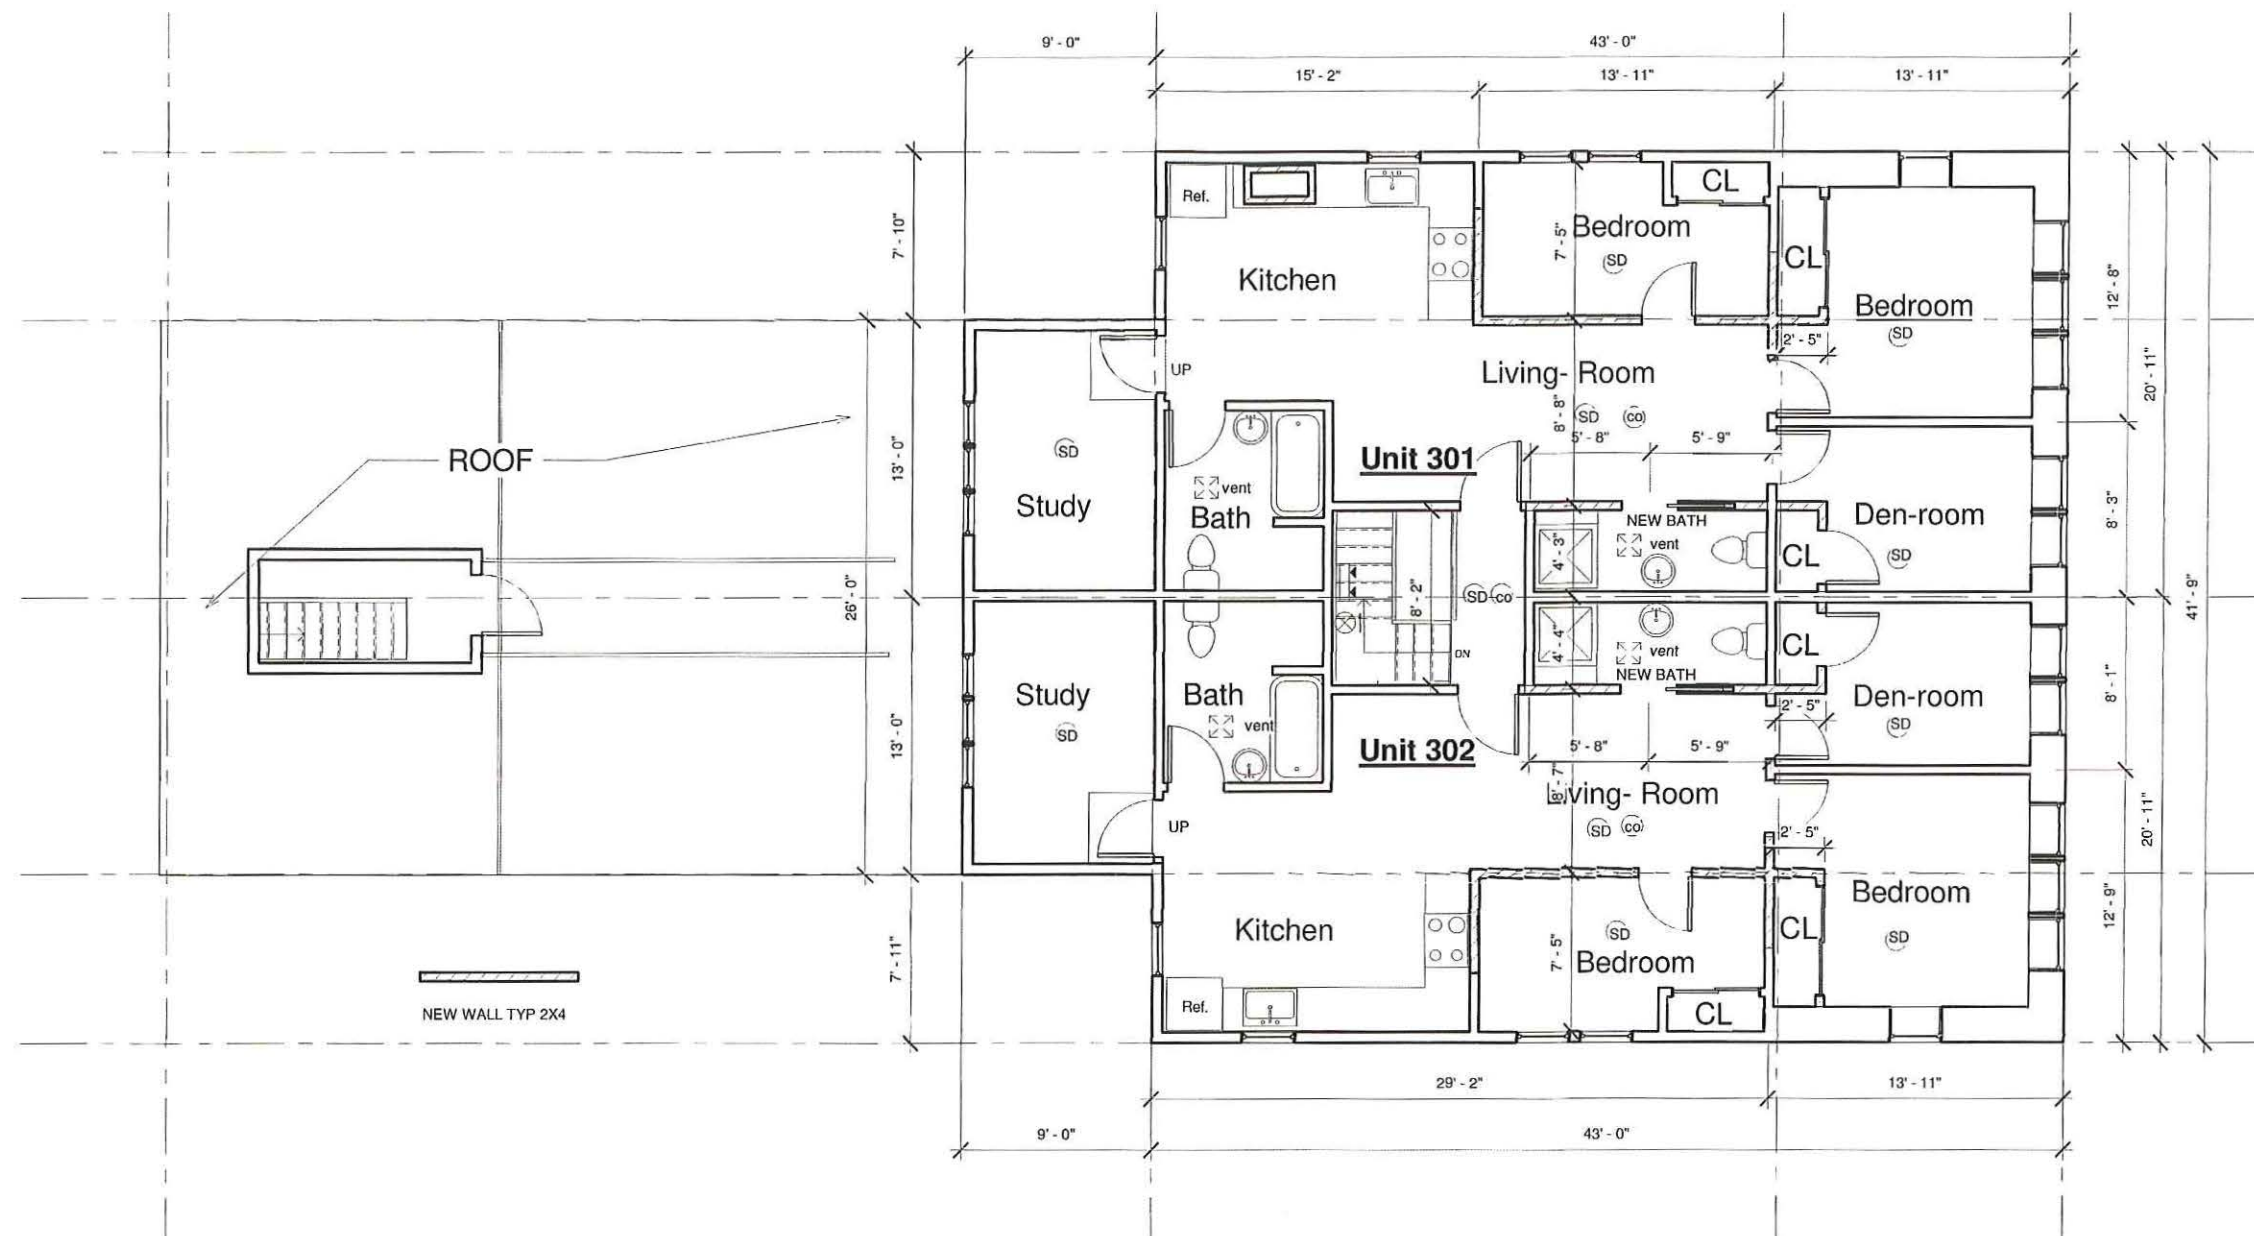 9' - 0"
43' - 0"
15' - 2"
13' - 11"
13' - 11"
Ref.
CL
7' - 10"
7' - 5"
Bedroom
SD
Kitchen
CL
Bedroom
SD
12' - 8"
2' - 5"
UP
Living- Room
8' - 8"
SD
co
20' - 11"
ROOF
13' - 0"
SD
5' - 8"
5' - 9"
Unit 301
vent
Study
Bath
NEW BATH
vent
4' - 3"
CL
Den-room
SD
8' - 3"
26' - 0"
8' - 2"
SD
co
41' - 9"
4' - 4"
vent
NEW BATH
CL
DN
Study
Bath
vent
SD
Den-room
SD
8' - 1"
2' - 5"
13' - 0"
Unit 302
5' - 8"
5' - 9"
8' - 7"
Living- Room
SD
co
UP
2' - 5"
20' - 11"
Kitchen
SD
7' - 5"
Bedroom
CL
Bedroom
SD
12' - 9"
7' - 11"
Ref.
CL
NEW WALL TYP 2X4
29' - 2"
13' - 11"
9' - 0"
43' - 0"